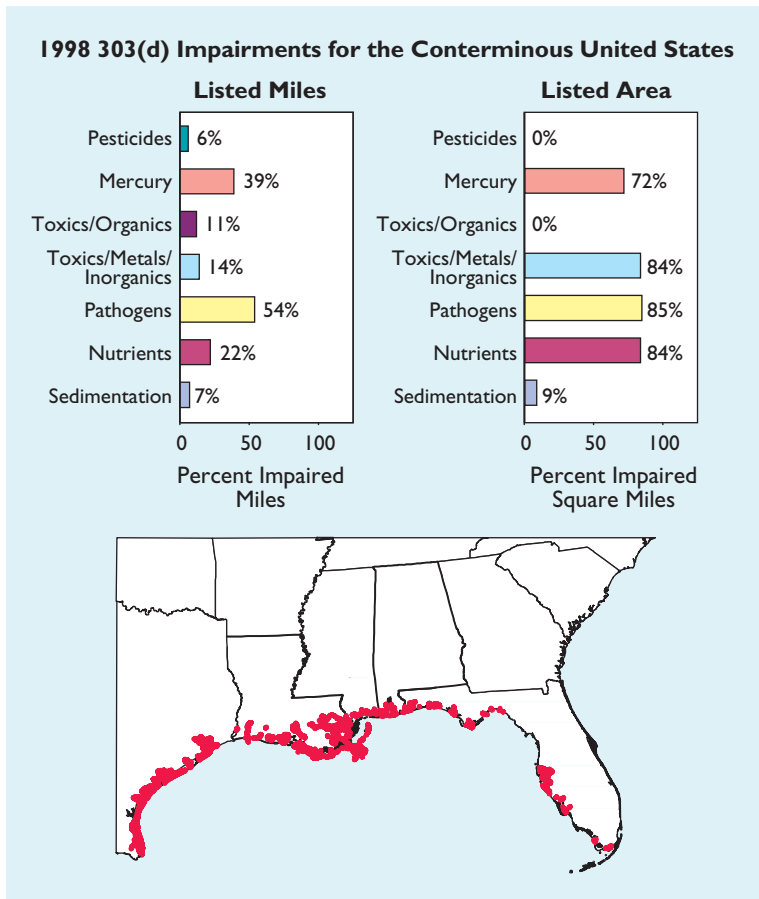 1998 303(d) Impairments for the Conterminous United States
Listed Miles
Pesticides 6%
Mercury 39%
Toxics/Organics 11%
Toxics/Metals/
Inorganics 14%
Pathogens 54%
Nutrients 22%
Sedimentation 7%
0 50 100
Percent Impaired
Miles
Listed Area
Pesticides 0%
Mercury 72%
Toxics/Organics 0%
Toxics/Metals/
Inorganics 84%
Pathogens 85%
Nutrients 84%
Sedimentation 9%
0 50 100
Percent Impaired
Square Miles